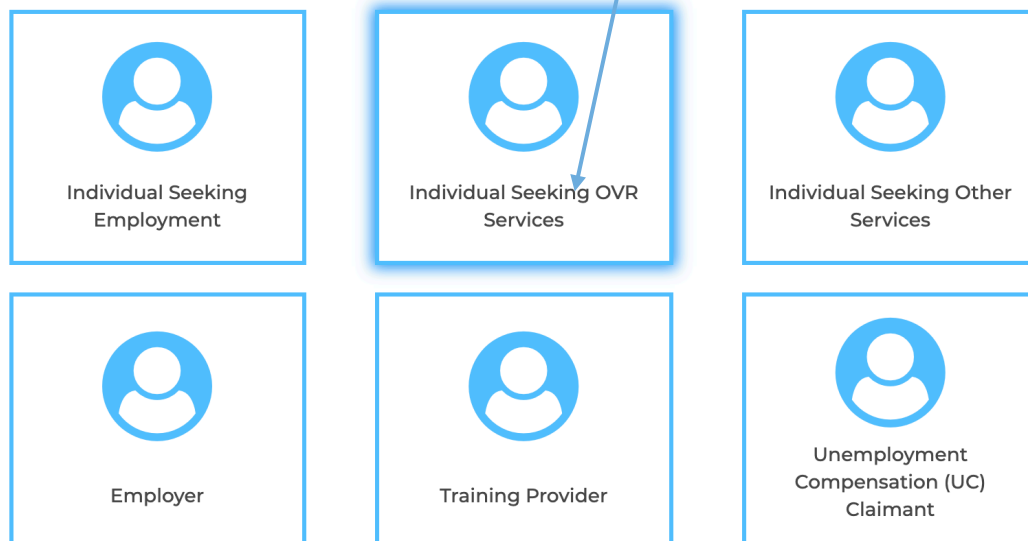 Individual Seeking
Employment
Individual Seeking OVR
Services
Individual Seeking Other
Services
Employer
Training Provider
Unemployment
Compensation (UC)
Claimant